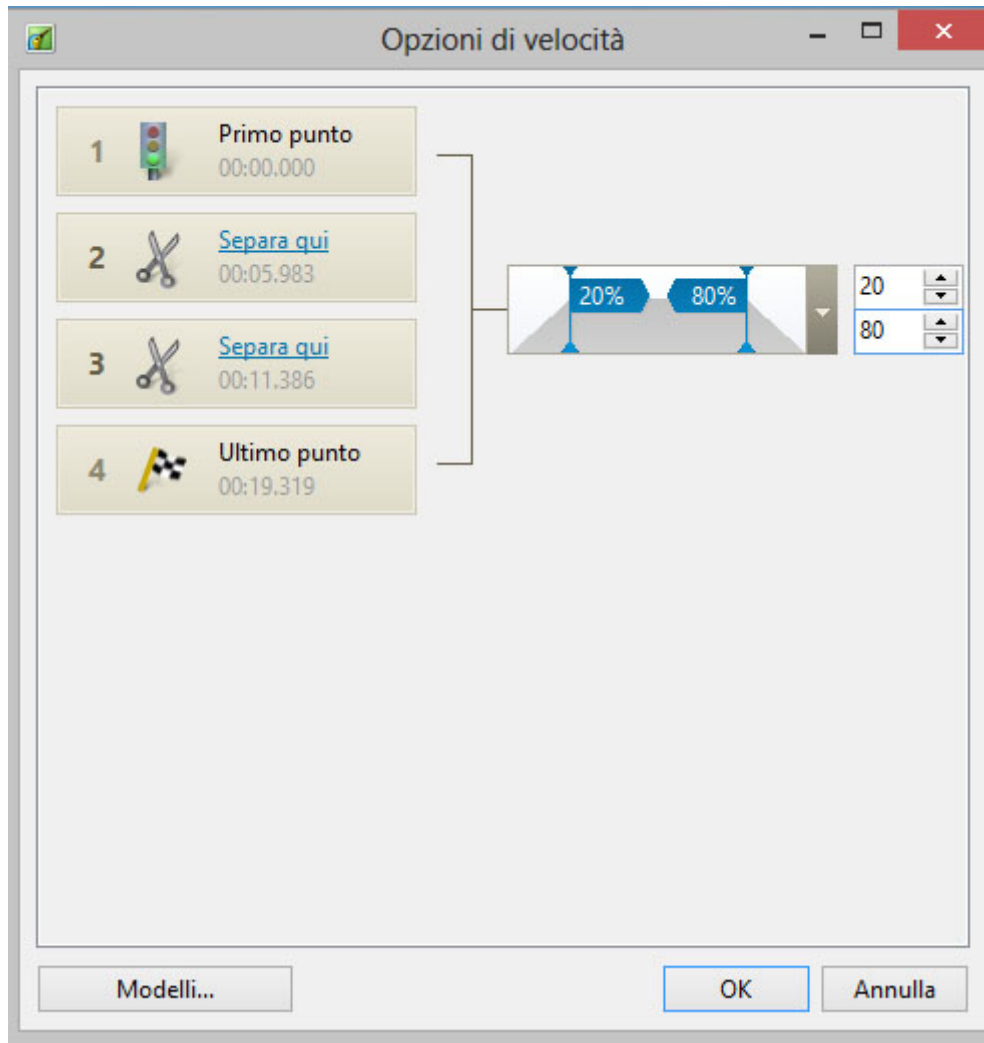 Opzioni di velocità
1
Primo punto
00:00.000
2
Separa qui
00:05.983
3
Separa qui
00:11.386
4
Ultimo punto
00:19.319
20% 80%
20
80
Modelli...
OK
Annulla